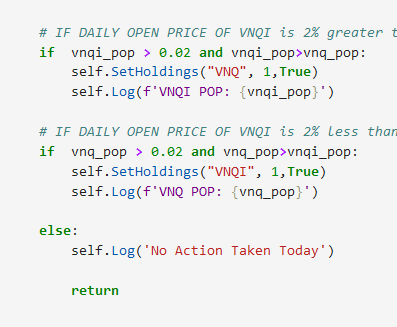 # IF DAILY OPEN PRICE OF VNQI is 2% greater
if  vnqi_pop > 0.02 and vnqi_pop>vnq_pop:
self.SetHoldings("VNQ", 1,True)
self.Log(f'VNQI POP: {vnqi_pop}')
# IF DAILY OPEN PRICE OF VNQI is 2% less than
if  vnq_pop > 0.02 and vnq_pop>vnqi_pop:
self.SetHoldings("VNQI", 1,True)
self.Log(f'VNQ POP: {vnq_pop}')
else:
self.Log('No Action Taken Today')
return